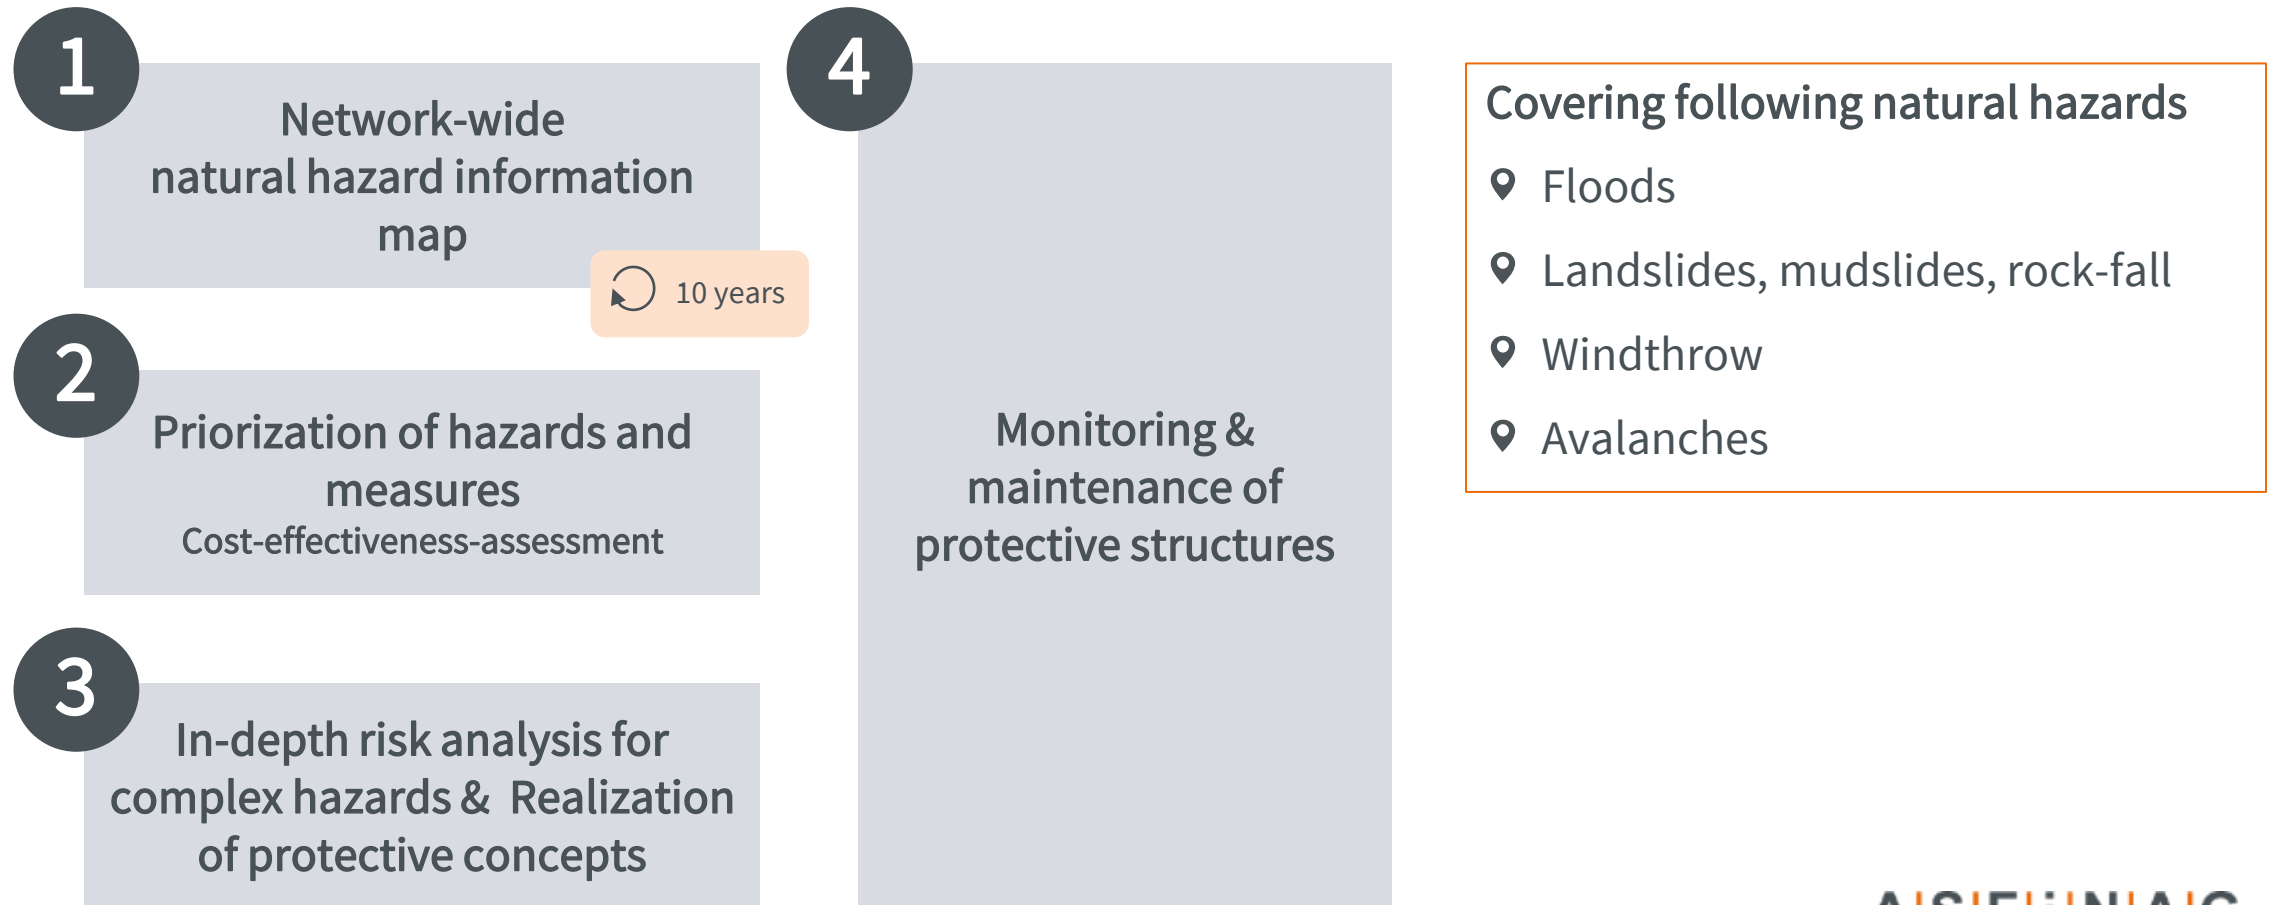 1
Network-wide
natural hazard information
map
10 years
2
Priorization of hazards and
measures
Cost-effectiveness-assessment
3
In-depth risk analysis for
complex hazards & Realization
of protective concepts
4
Monitoring &
maintenance of
protective structures
Covering following natural hazards
Floods
Landslides, mudslides, rock-fall
Windthrow
Avalanches
A|S|F|i|N|A|G